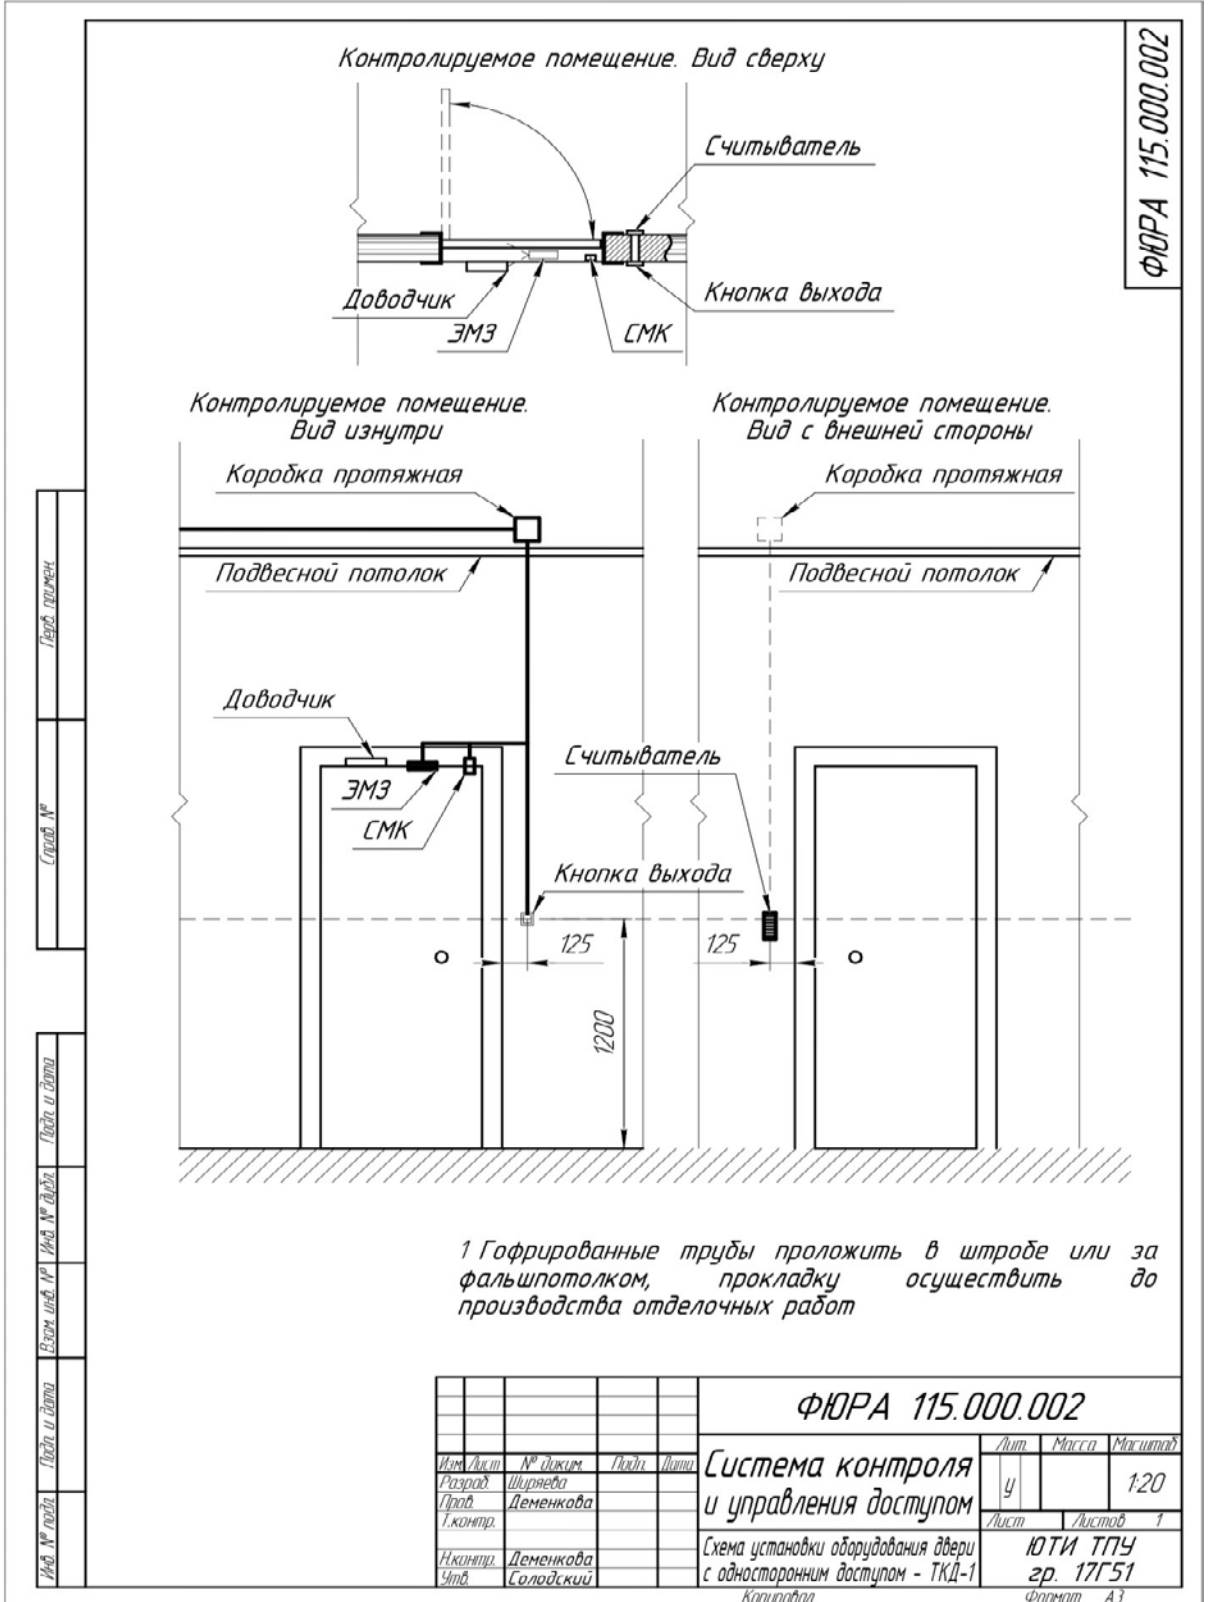 ФЮРА 115.000.002
Контролируемое помещение. Вид сверху
Считыватель
Кнопка выхода
Доводчик
ЭМЗ
СМК
Контролируемое помещение.
Вид изнутри
Контролируемое помещение.
Вид с внешней стороны
Коробка протяжная
Коробка протяжная
Подвесной потолок
Подвесной потолок
Доводчик
ЭМЗ
СМК
Считыватель
Кнопка выхода
125
125
1200
Перв. примен.
Справ. №
Подп. и дата
Инв. № дубл.
Взам. инв. №
Подп. и дата
Инв. № подл.
1 Гофрированные трубы проложить в штробе или за
фальшпотолком, прокладку осуществить до
производства отделочных работ
ФЮРА 115.000.002
Изм. Лист № докум. Подп. Дата
Разраб. Ширяева
Пров. Деменкова
Т.контр.
Н.контр. Деменкова
Утв. Солодский
Система контроля
и управления доступом
Лит. Масса Масштаб
у 1:20
Лист Листов 1
Схема установки оборудования двери
с односторонним доступом - ТКД-1
ЮТИ ТПУ
гр. 17Г51
Копировал Формат А3